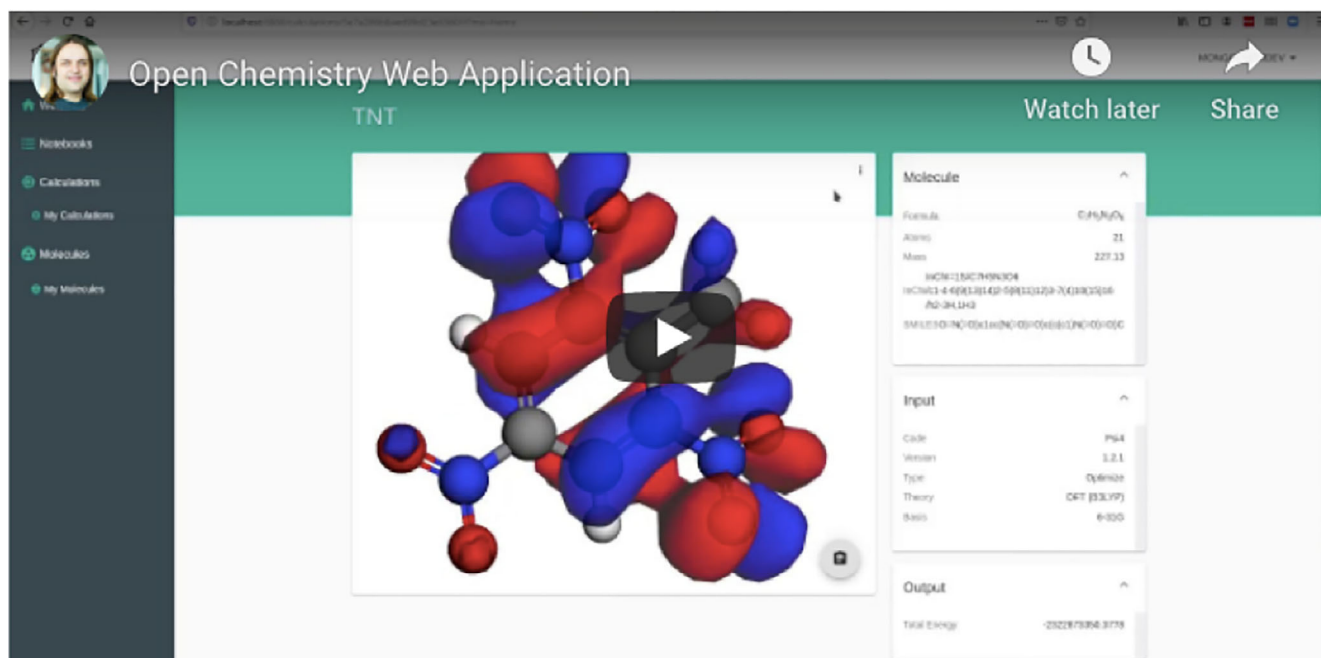 localhost
Open Chemistry Web Application
Watch later
Share
TNT
Notebooks
Calculations
My Calculations
Molecules
My Molecules
Molecule
Formula C₇H₅N₃O₆
Atoms 21
Mass 227.13
Input
Code Psi4
Version 1.2.1
Type Optimize
Theory DFT (B3LYP)
Basis 6-31G
Output
Total Energy